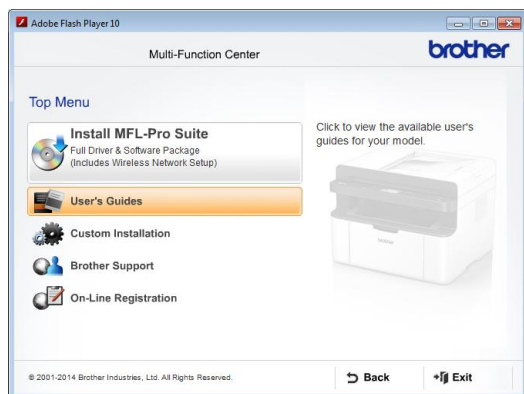 Adobe Flash Player 10
Multi-Function Center
brother
Top Menu
Install MFL-Pro Suite
Full Driver & Software Package
(Includes Wireless Network Setup)
User's Guides
Custom Installation
Brother Support
On-Line Registration
Click to view the available user's
guides for your model.
brother
© 2001-2014 Brother Industries, Ltd. All Rights Reserved.
Back
Exit